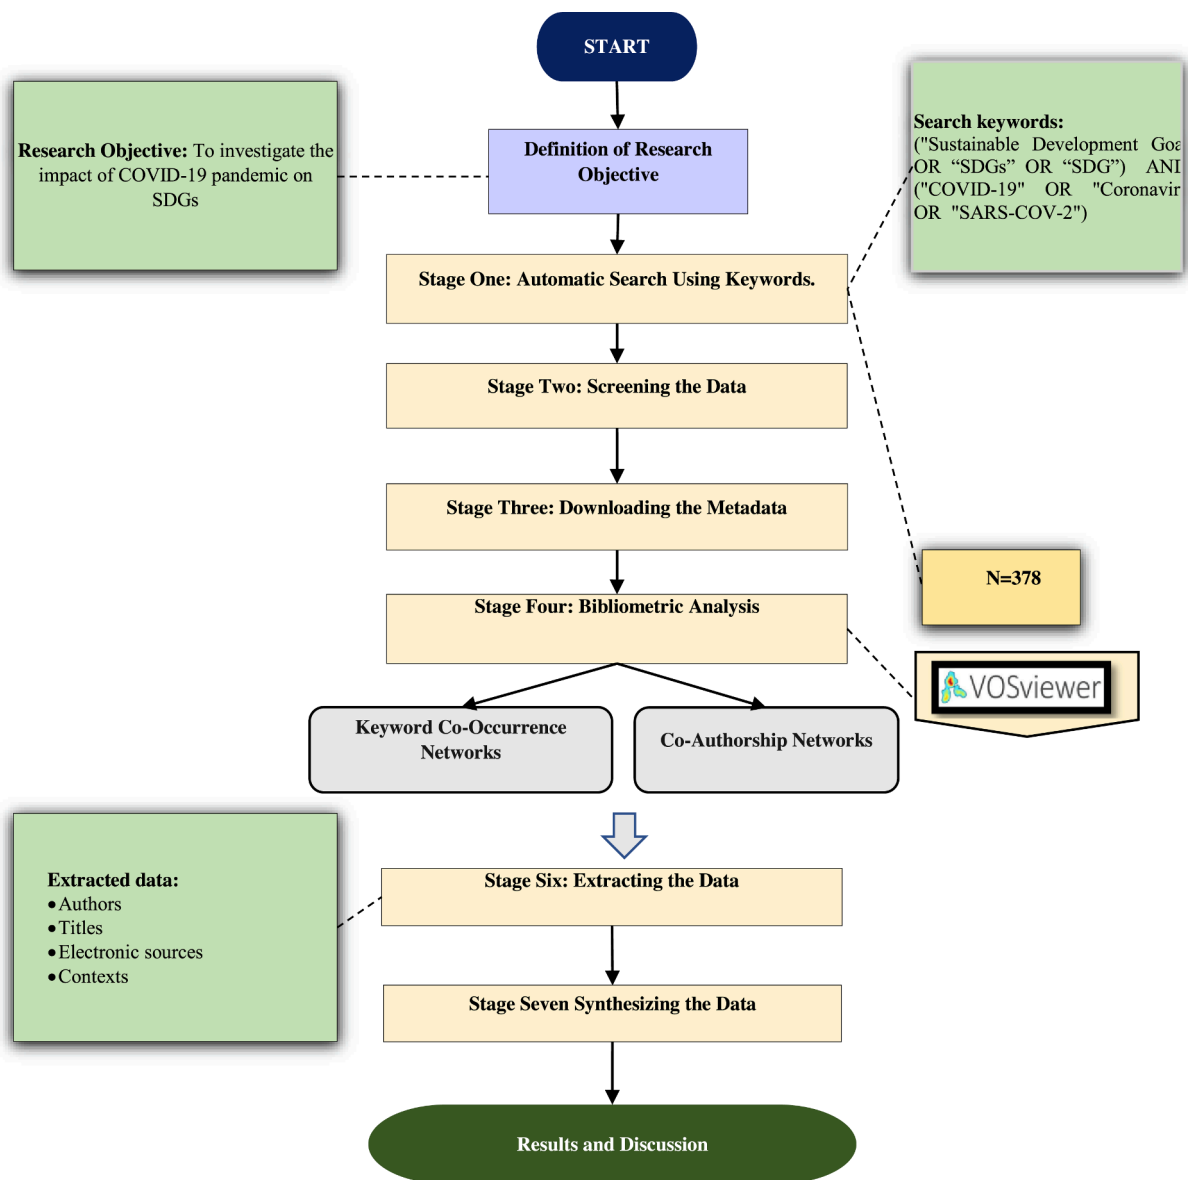 START
Research Objective: To investigate the
impact of COVID-19 pandemic on
SDGs
Definition of Research
Objective
Search keywords:
("Sustainable Development
OR “SDGs” OR “SDG”)
("COVID-19" OR
OR "SARS-COV-2")
Stage One: Automatic Search Using Keywords.
Stage Two: Screening the Data
Stage Three: Downloading the Metadata
N=378
Stage Four: Bibliometric Analysis
VOSviewer
Keyword Co-Occurrence
Networks
Co-Authorship Networks
Extracted data:
•Authors
•Titles
•Electronic sources
•Contexts
Stage Six: Extracting the Data
Stage Seven Synthesizing the Data
Results and Discussion